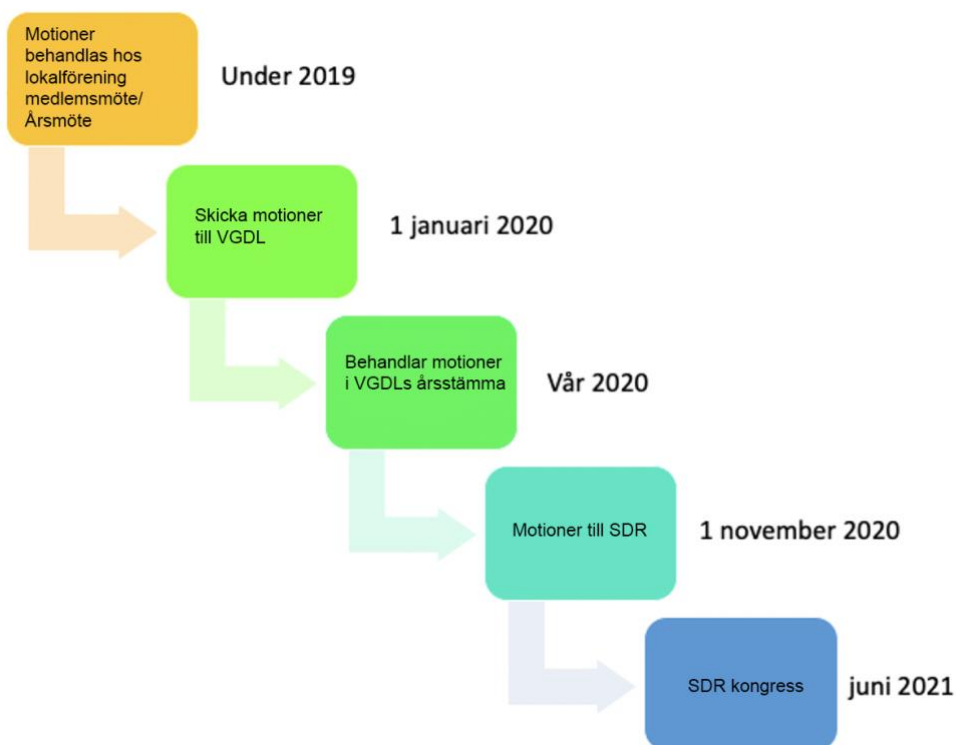 Motioner
behandlas hos
lokalförening
medlemsmöte/
Årsmöte
Under 2019
Skicka motioner
till VGDL
1 januari 2020
Behandlar motioner
i VGDLs årsstämma
Vår 2020
Motioner till SDR
1 november 2020
SDR kongress
juni 2021